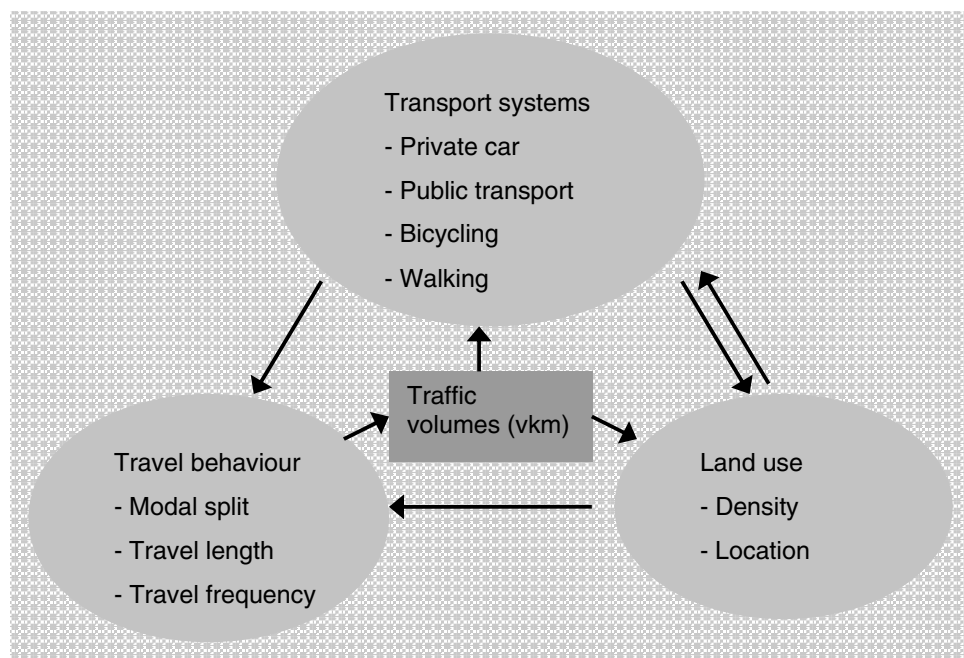 Transport systems
- Private car
- Public transport
- Bicycling
- Walking
Traffic
volumes (vkm)
Travel behaviour
- Modal split
- Travel length
- Travel frequency
Land use
- Density
- Location